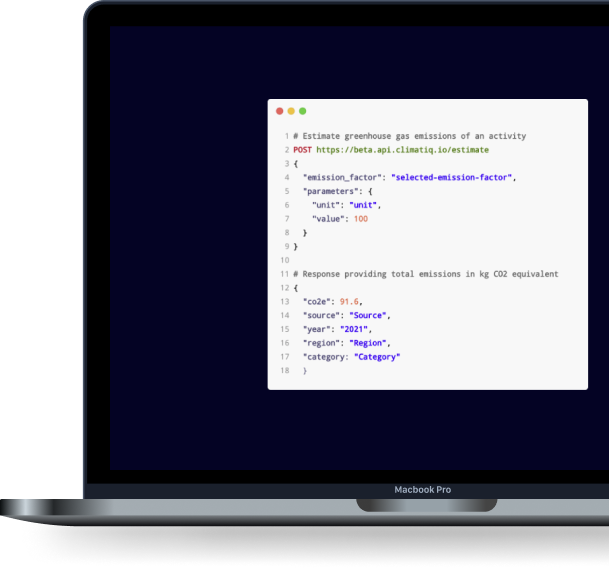 1 # Estimate greenhouse gas emissions of an activity
2 POST https://beta.api.climatiq.io/estimate
3 {
4 "emission_factor": "selected-emission-factor",
5 "parameters": {
6 "unit": "unit",
7 "value": 100
8 }
9 }
10
11 # Response providing total emissions in kg CO2 equivalent
12 {
13 "co2e": 91.6,
14 "source": "Source",
15 "year": "2021",
16 "region": "Region",
17 "category: "Category"
18 }
Macbook Pro